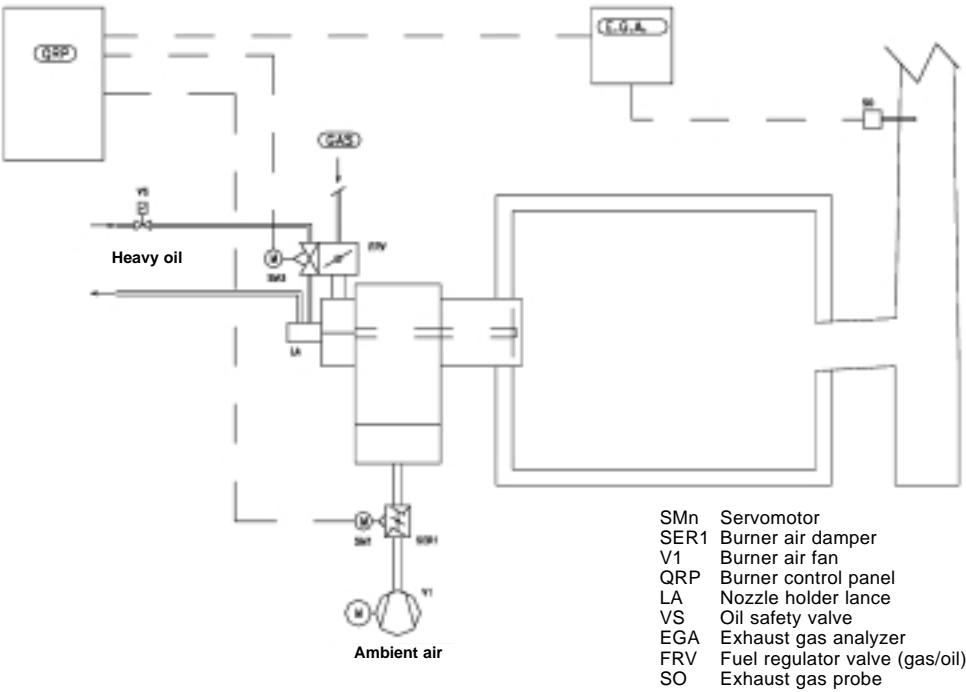 E.G.A.
QRP
SO
GAS
VS
FRV
Heavy oil
M
SM2
LA
M
SM1
SER1
V1
M
Ambient air
SMn Servomotor
SER1 Burner air damper
V1 Burner air fan
QRP Burner control panel
LA Nozzle holder lance
VS Oil safety valve
EGA Exhaust gas analyzer
FRV Fuel regulator valve (gas/oil)
SO Exhaust gas probe